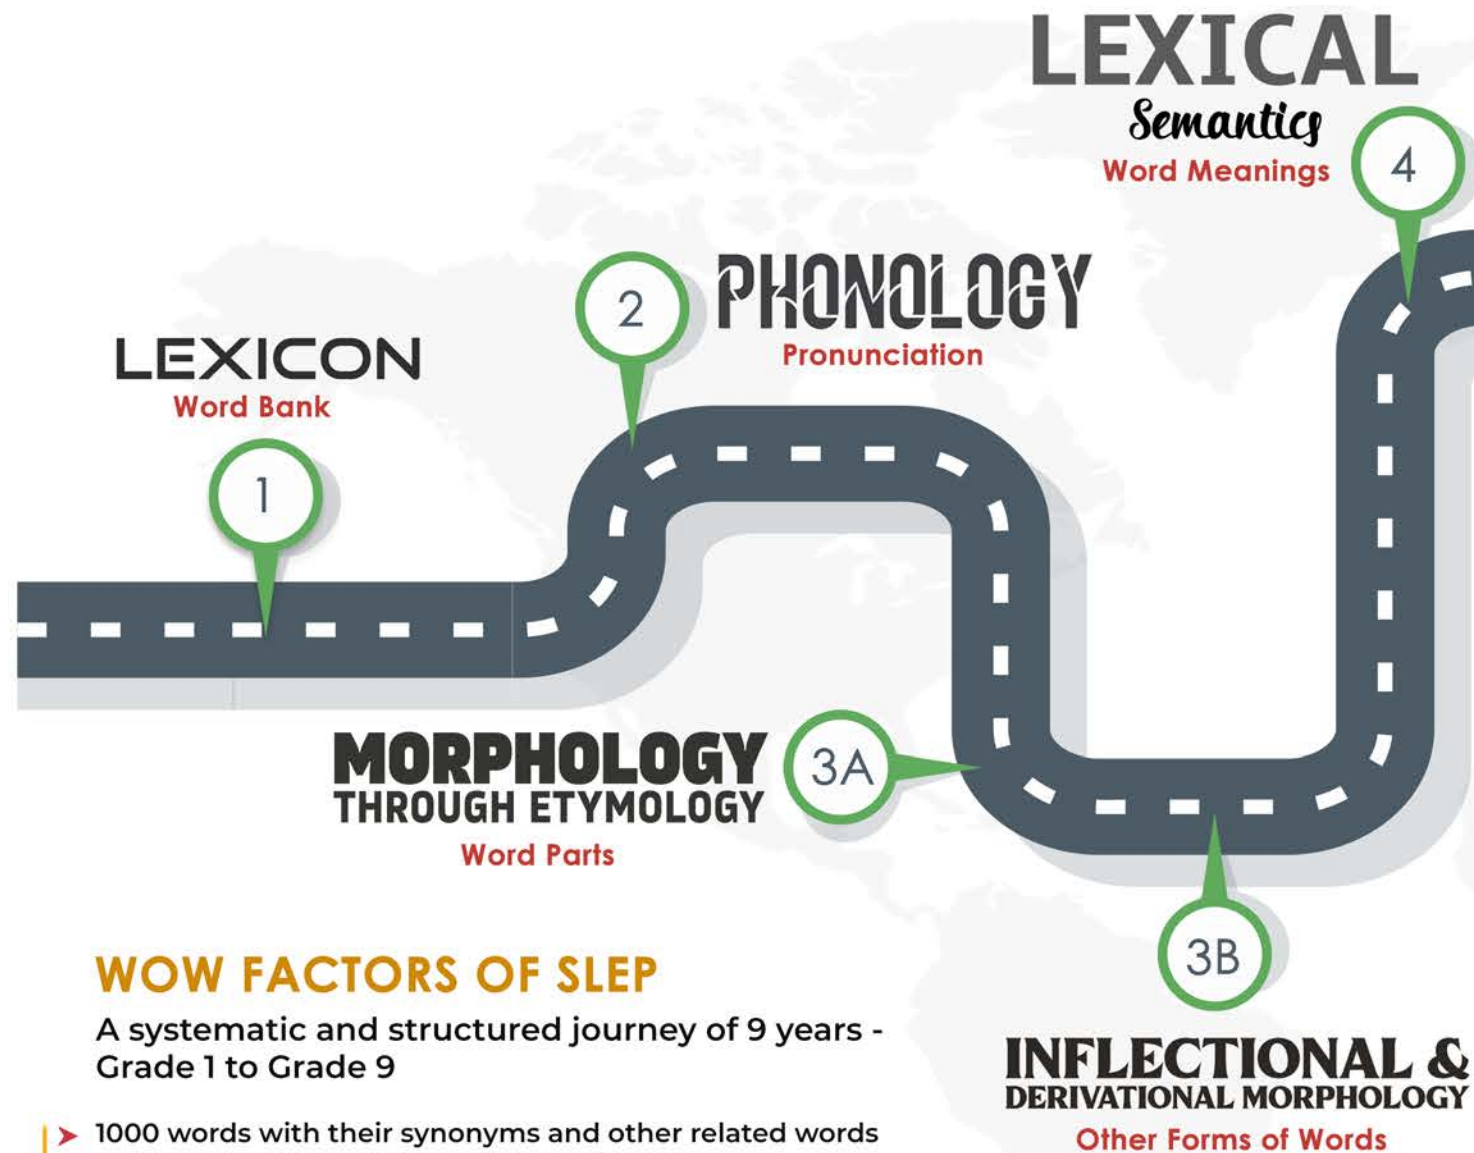 LEXICON
Word Bank
1
2
PHONOLOGY
Pronunciation
LEXICAL
Semantics
Word Meanings
4
MORPHOLOGY
THROUGH ETYMOLOGY
Word Parts
3A
3B
INFLECTIONAL &
DERIVATIONAL MORPHOLOGY
Other Forms of Words
WOW FACTORS OF SLEP
A systematic and structured journey of 9 years -
Grade 1 to Grade 9
➤ 1000 words with their synonyms and other related words